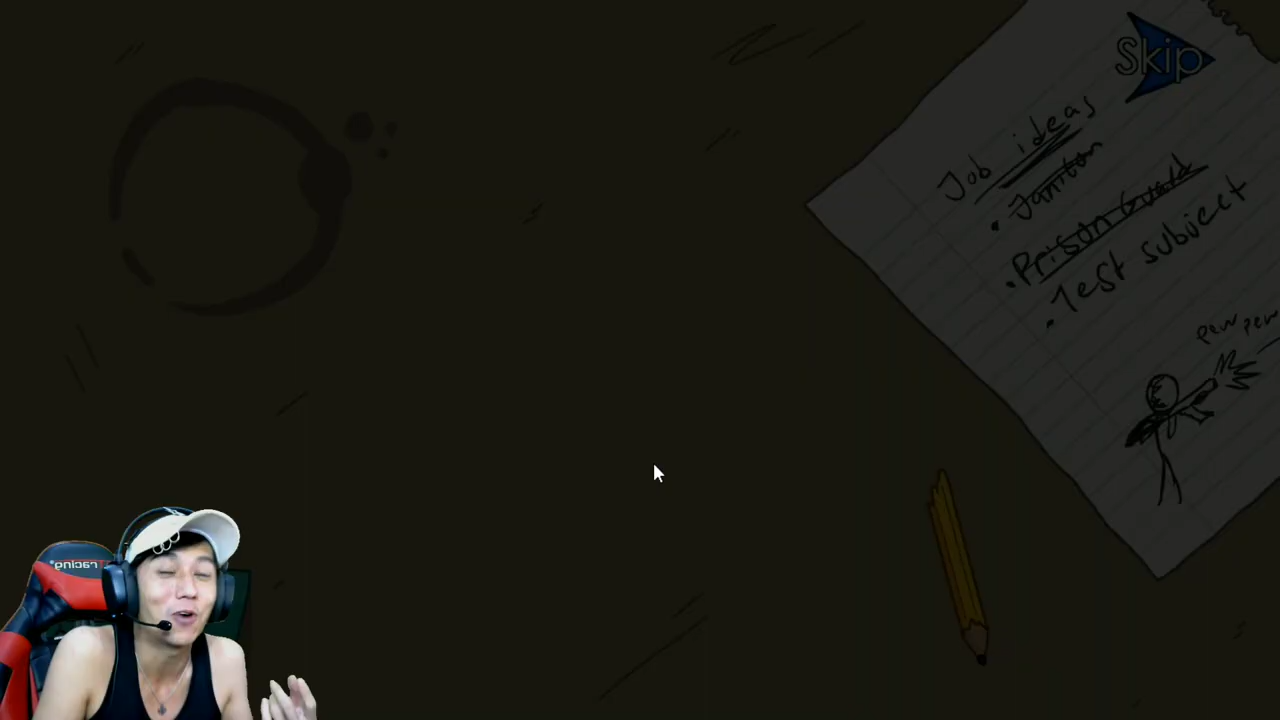 Skip
Job ideas
• Janitor
• Prison Guard
• Test subject
pew pew
racing